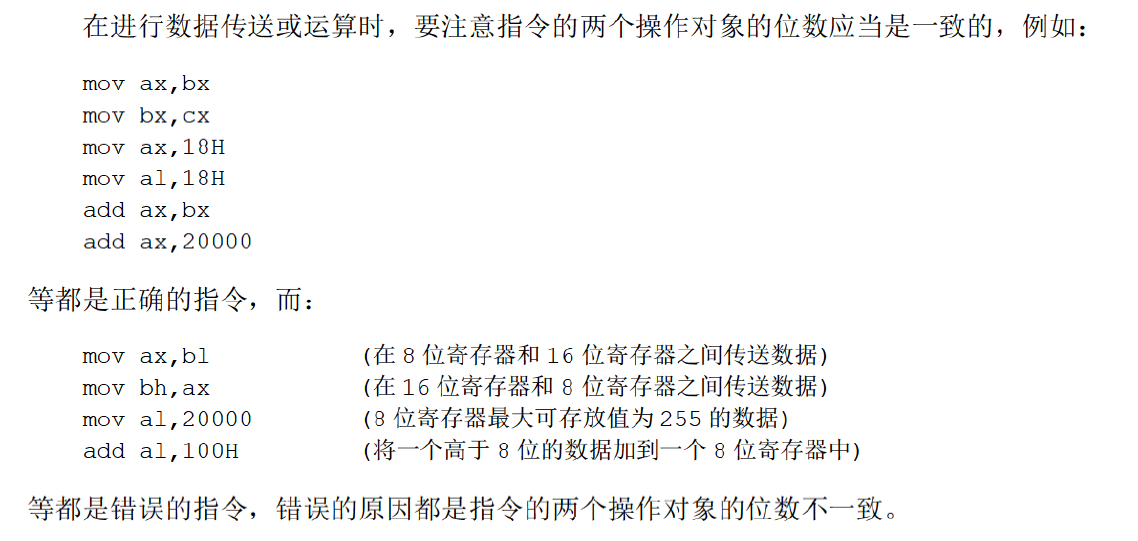 在进行数据传送或运算时，要注意指令的两个操作对象的位数应当是一致的，例如：
mov ax,bx
mov bx,cx
mov ax,18H
mov al,18H
add ax,bx
add ax,20000
等都是正确的指令，而：
mov ax,bl (在 8 位寄存器和 16 位寄存器之间传送数据)
mov bh,ax (在 16 位寄存器和 8 位寄存器之间传送数据)
mov al,20000 (8 位寄存器最大可存放值为 255 的数据)
add al,100H (将一个高于 8 位的数据加到一个 8 位寄存器中)
等都是错误的指令，错误的原因都是指令的两个操作对象的位数不一致。